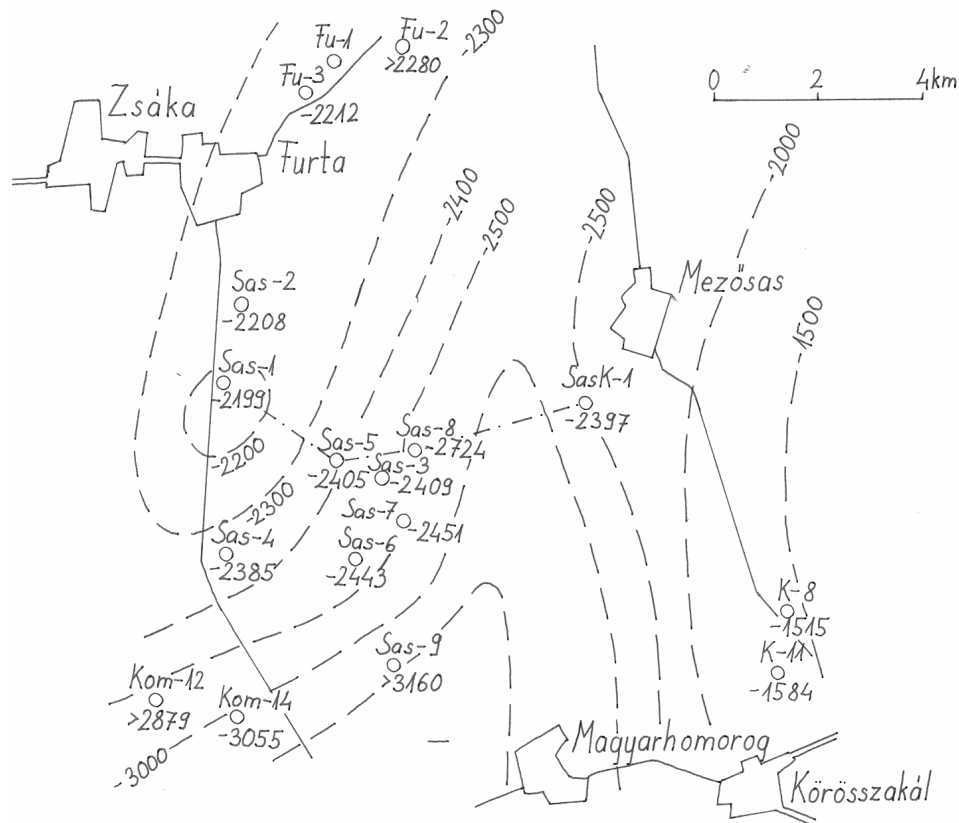 Fu-1
Fu-2
>2280
-2300
Fu-3
-2212
0 2 4km
Zsáka
Furta
-2000
-2400
-2500
-2500
Sas-2
-2208
Mezősas
-1500
Sas-1
-2199
SasK-1
-2397
Sas-8
-2724
Sas-5
-2405
Sas-3
-2409
-2200
-2300
Sas-7
-2451
Sas-4
-2385
Sas-6
-2443
K-8
-1515
Sas-9
>3160
K-11
-1584
Kom-12
>2879
Kom-14
-3055
-3000
Magyarhomorog
Körösszakál